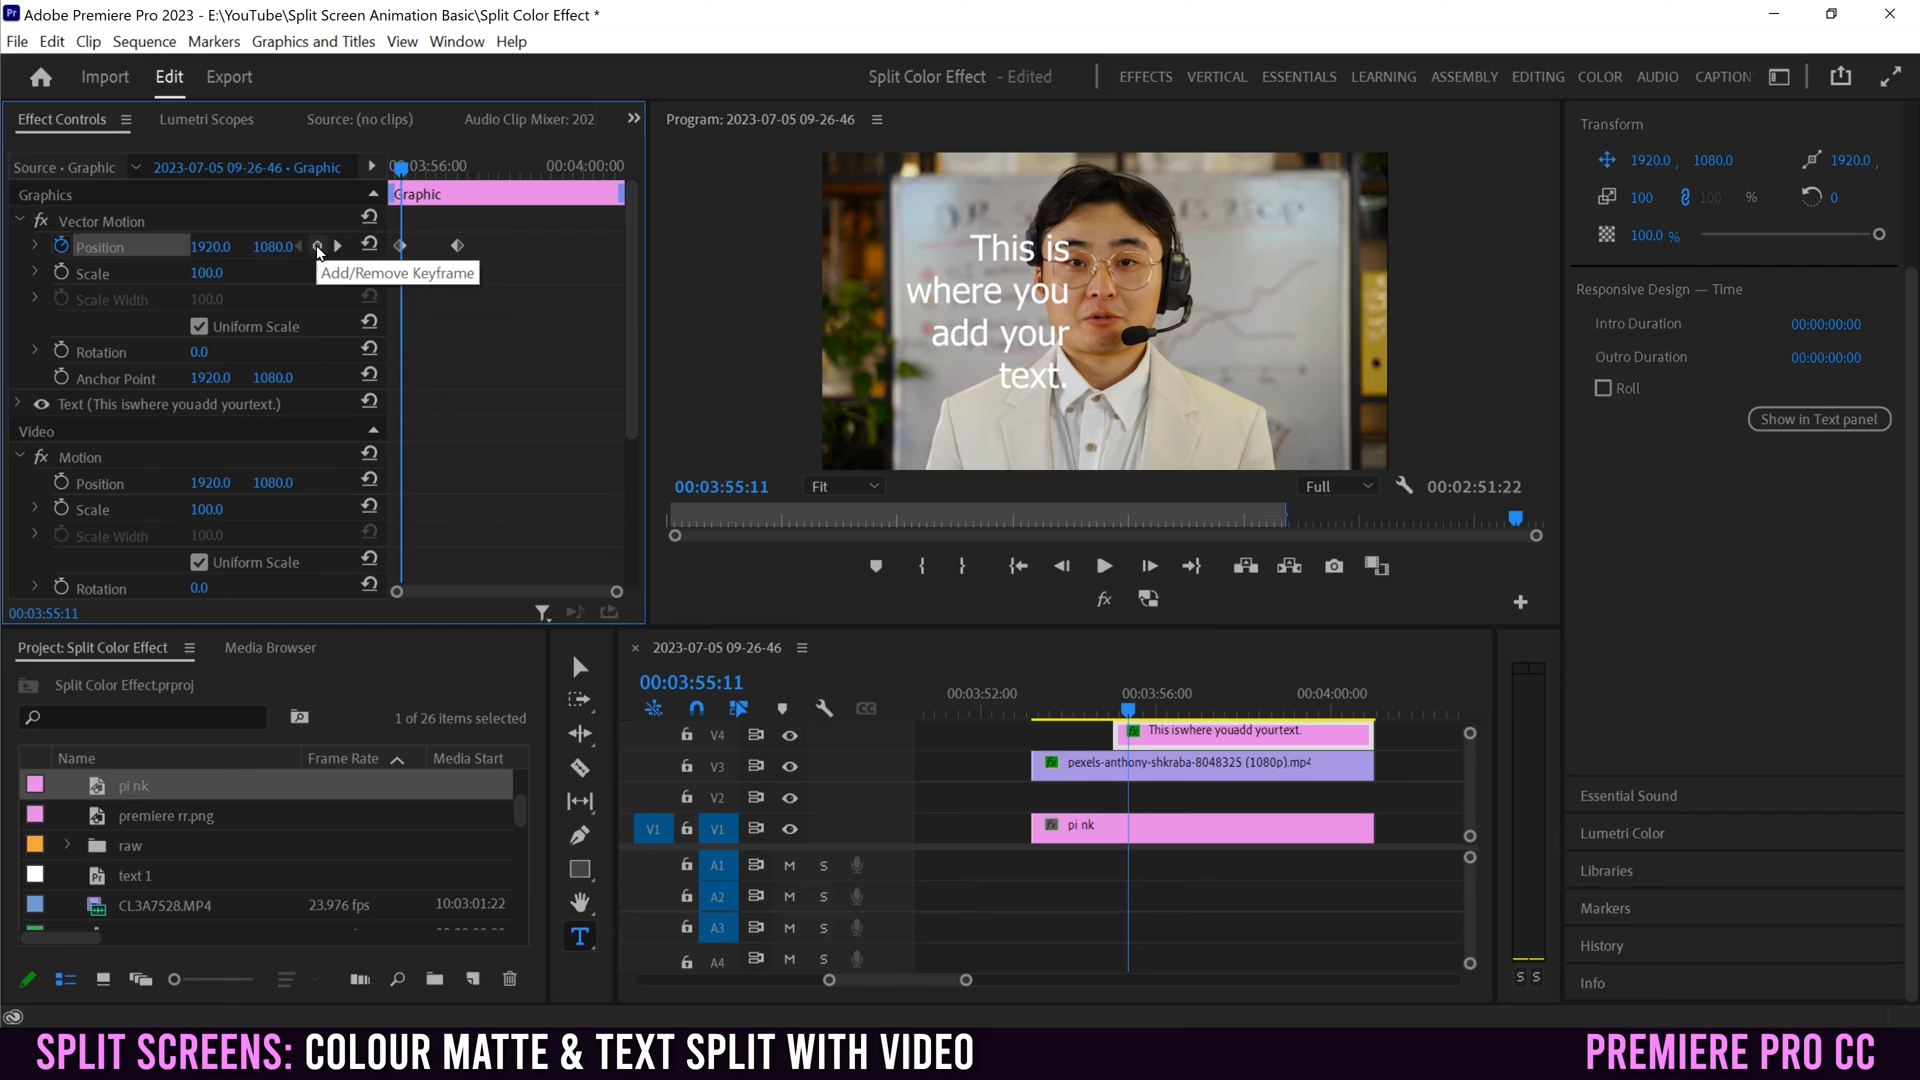 Adobe Premiere Pro 2023 - E:\YouTube\Split Screen Animation Basic\Split Color Effect *
File Edit Clip Sequence Markers Graphics and Titles View Window Help
Import Edit Export
Split Color Effect - Edited
EFFECTS VERTICAL ESSENTIALS LEARNING ASSEMBLY EDITING COLOR AUDIO CAPTION
Effect Controls Lumetri Scopes Source: (no clips) Audio Clip Mixer: 202
Source • Graphic 2023-07-05 09-26-46 • Graphic
03:56:00 00:04:00:00
Graphics
Graphic
fx Vector Motion
Position 1920.0 1080.0
Add/Remove Keyframe
Scale 100.0
Scale Width 100.0
Uniform Scale
Rotation 0.0
Anchor Point 1920.0 1080.0
Text (This iswhere youadd yourtext.)
Video
fx Motion
Position 1920.0 1080.0
Scale 100.0
Scale Width 100.0
Uniform Scale
Rotation 0.0
00:03:55:11
Program: 2023-07-05 09-26-46
This is
where you
add your
text.
00:03:55:11 Fit Full 00:02:51:22
fx
Transform
1920.0 , 1080.0 1920.0 ,
100 100 % 0
100.0 %
Responsive Design — Time
Intro Duration 00:00:00:00
Outro Duration 00:00:00:00
Roll
Show in Text panel
Essential Sound
Lumetri Color
Libraries
Markers
History
Info
Project: Split Color Effect Media Browser
Split Color Effect.prproj
1 of 26 items selected
Name Frame Rate Media Start
pi nk
premiere rr.png
raw
text 1
CL3A7528.MP4 23.976 fps 10:03:01:22
T
× 2023-07-05 09-26-46
00:03:55:11
00:03:52:00 00:03:56:00 00:04:00:00
CC
V4 fx This iswhere youadd yourtext.
V3 fx pexels-anthony-shkraba-8048325 (1080p).mp4
V2
V1 V1 fx pi nk
A1 M S
A2 M S
A3 M S
A4 M S
S S
SPLIT SCREENS: COLOUR MATTE & TEXT SPLIT WITH VIDEO
PREMIERE PRO CC